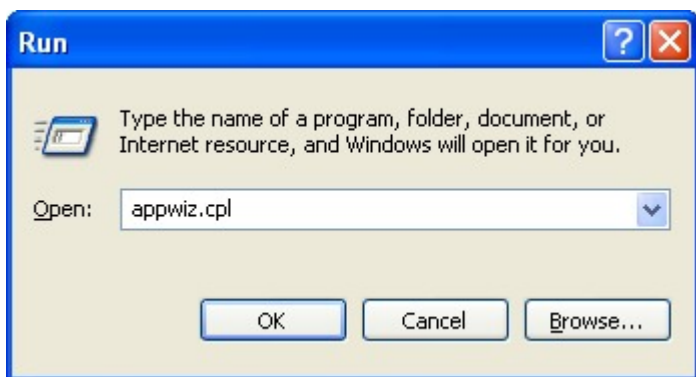 Run
Type the name of a program, folder, document, or
Internet resource, and Windows will open it for you.
Open: appwiz.cpl
OK Cancel Browse...